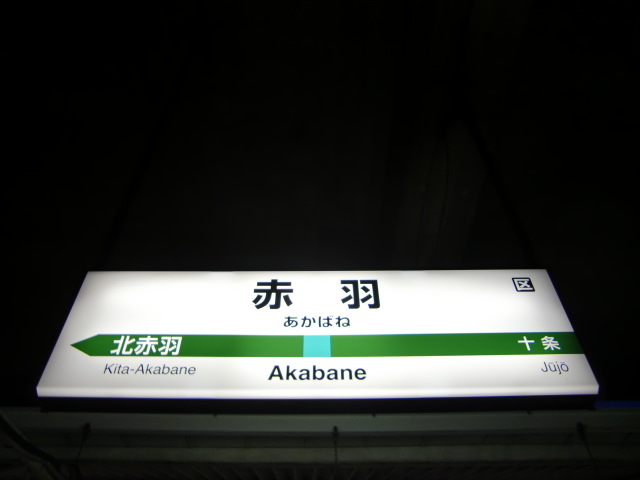 赤羽
区
あかばね
北赤羽
十条
Kita-Akabane
Akabane
Jūjō